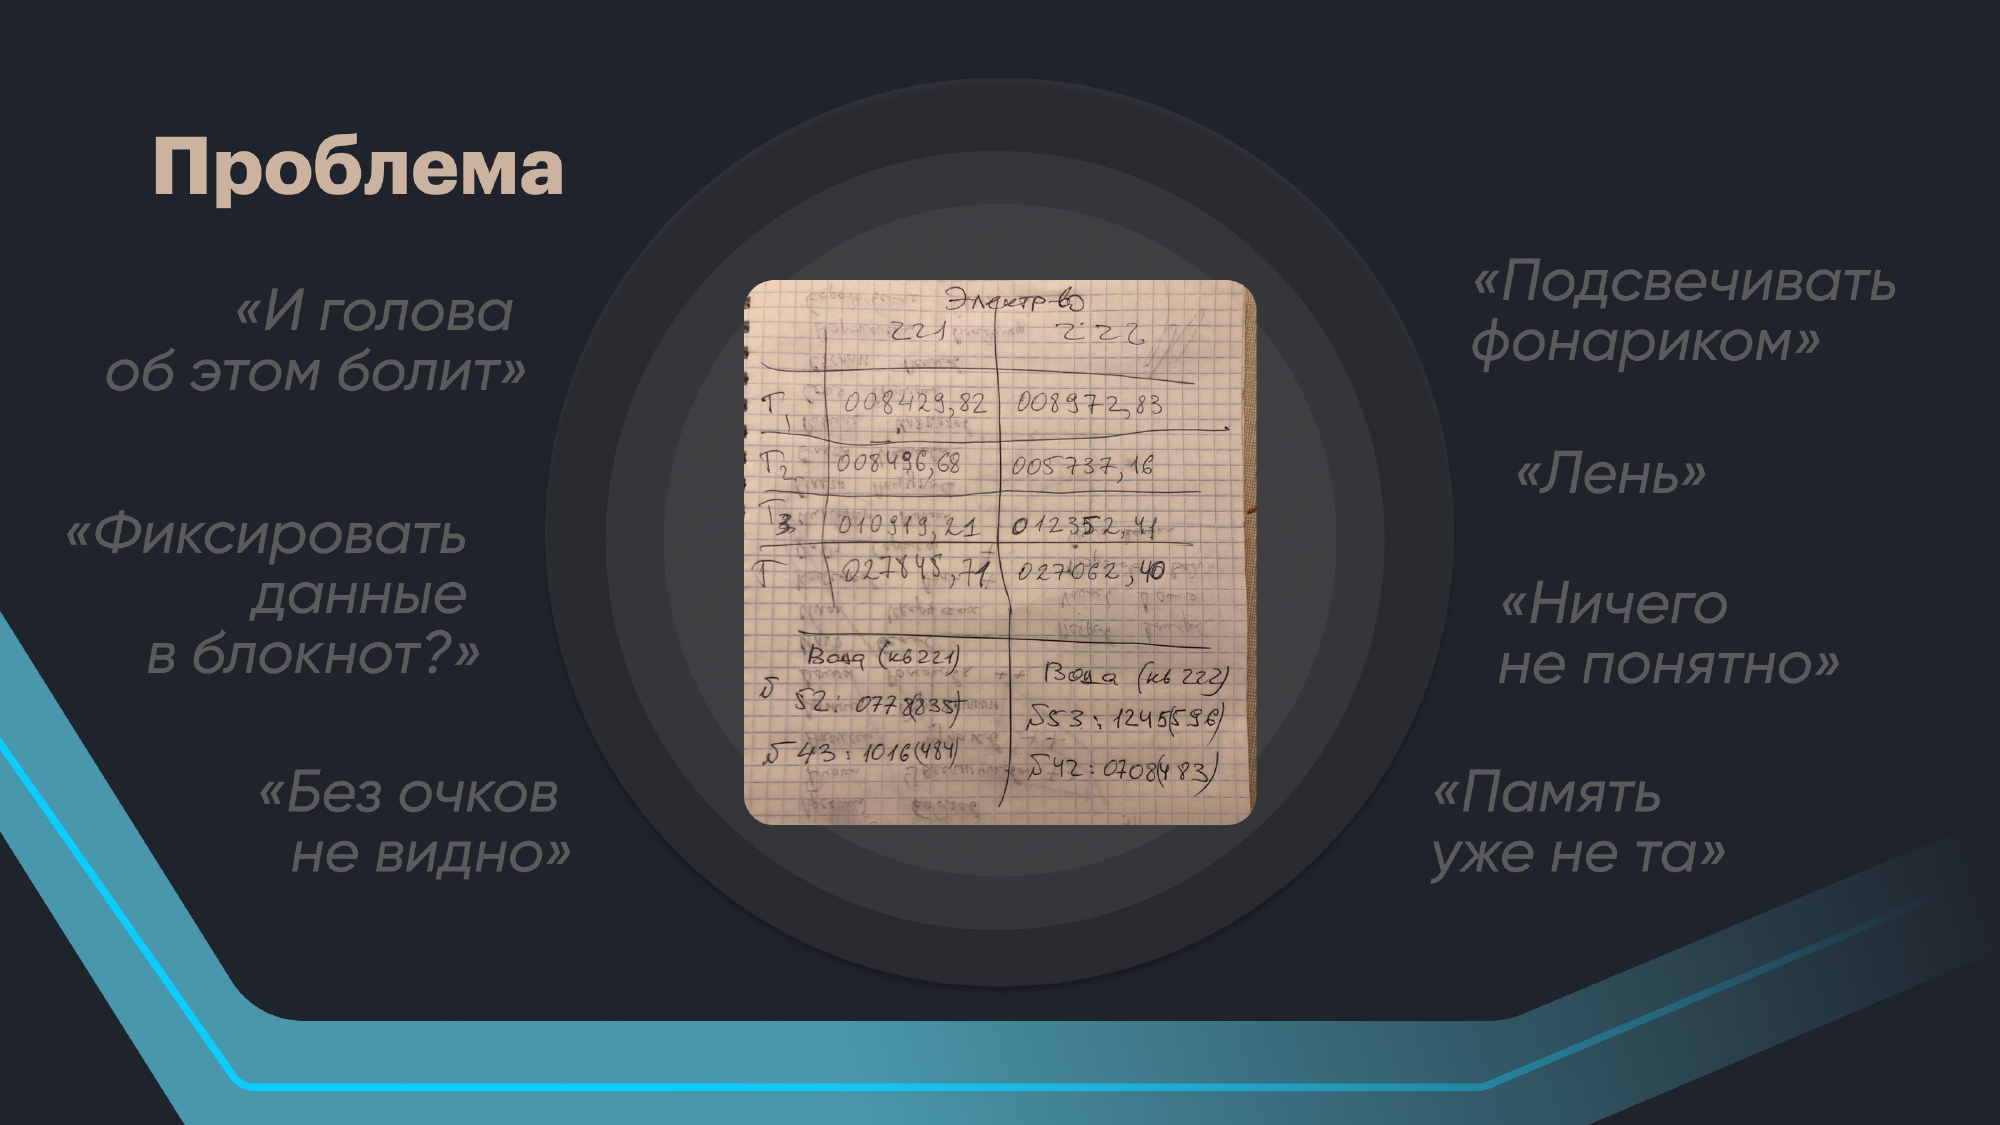 Проблема
«И голова
об этом болит»
«Фиксировать
данные
в блокнот?»
«Без очков
не видно»
Электр-во
221 222
Т1 008429,82 008972,83
Т2 008496,68 005737,16
Т3 010919,21 012352,41
Т 027845,71 027062,40
Вода (кв 221) Вода (кв 222)
52: 0778(835) 53: 1245(596)
43: 1016(484) 42: 0708(483)
«Подсвечивать
фонариком»
«Лень»
«Ничего
не понятно»
«Память
уже не та»